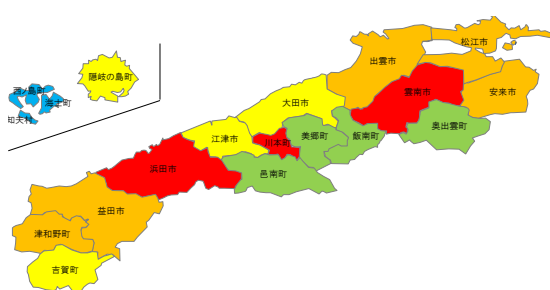 松江市
出雲市
隠岐の島町
西ノ島町
海士町
知夫村
雲南市
安来市
大田市
奥出雲町
飯南町
美郷町
江津市
川本町
浜田市
邑南町
益田市
津和野町
吉賀町